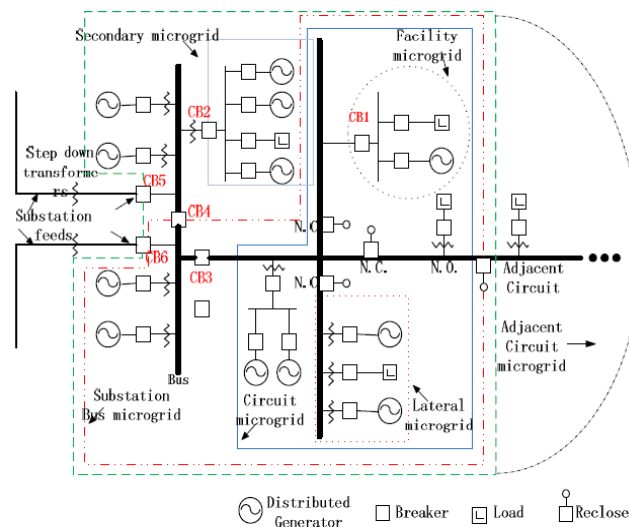 Secondary microgrid
Facility
microgrid
CB2
CB1
Step down
transforme
rs
CB5
Substation
feeds
CB4
CB6
CB3
N.C
N.C
N.C.
N.O.
Adjacent
Circuit
Adjacent
Circuit
microgrid
Bus
Substation
Bus microgrid
Circuit
microgrid
Lateral
microgrid
L
L
L
L
L
Distributed
Generator
Breaker
L
Load
Reclose